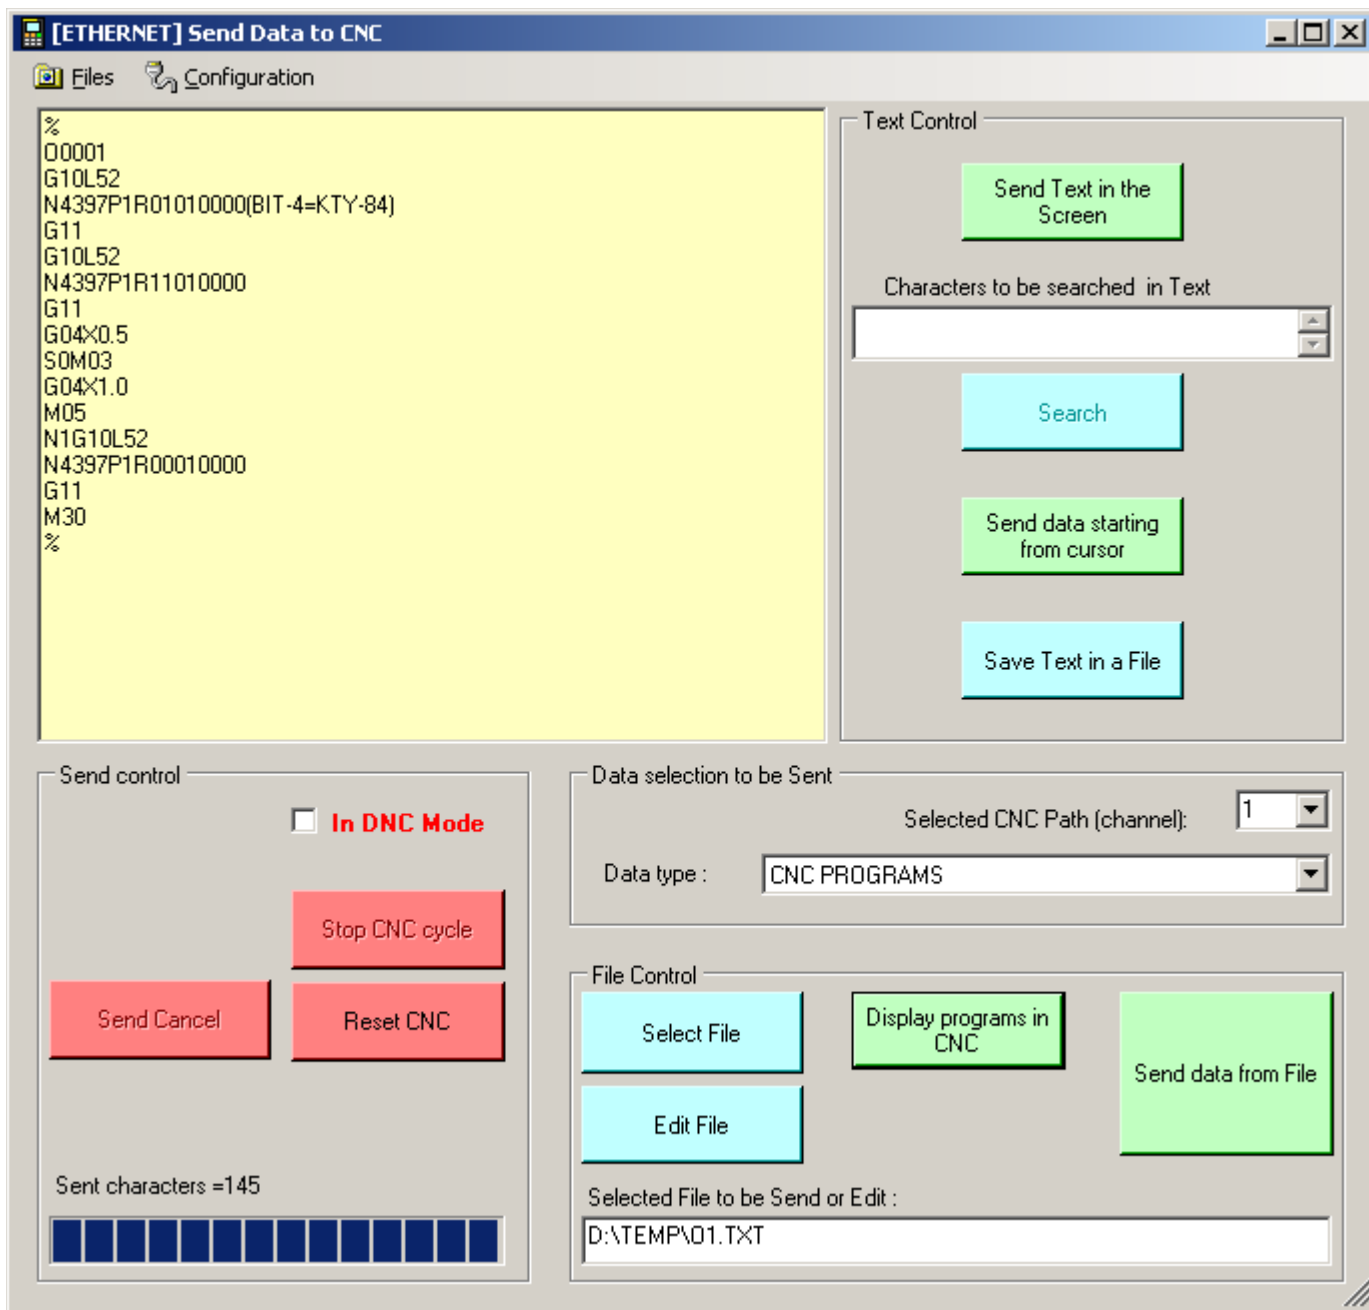 [ETHERNET] Send Data to CNC
Files Configuration
%
O0001
G10L52
N4397P1R01010000(BIT-4=KTY-84)
G11
G10L52
N4397P1R11010000
G11
G04X0.5
S0M03
G04X1.0
M05
N1G10L52
N4397P1R00010000
G11
M30
%
Text Control
Send Text in the
Screen
Characters to be searched in Text
Search
Send data starting
from cursor
Save Text in a File
Send control
In DNC Mode
Stop CNC cycle
Send Cancel
Reset CNC
Sent characters =145
Data selection to be Sent
Selected CNC Path (channel):
1
Data type :
CNC PROGRAMS
File Control
Select File
Display programs in
CNC
Send data from File
Edit File
Selected File to be Send or Edit :
D:\TEMP\O1.TXT